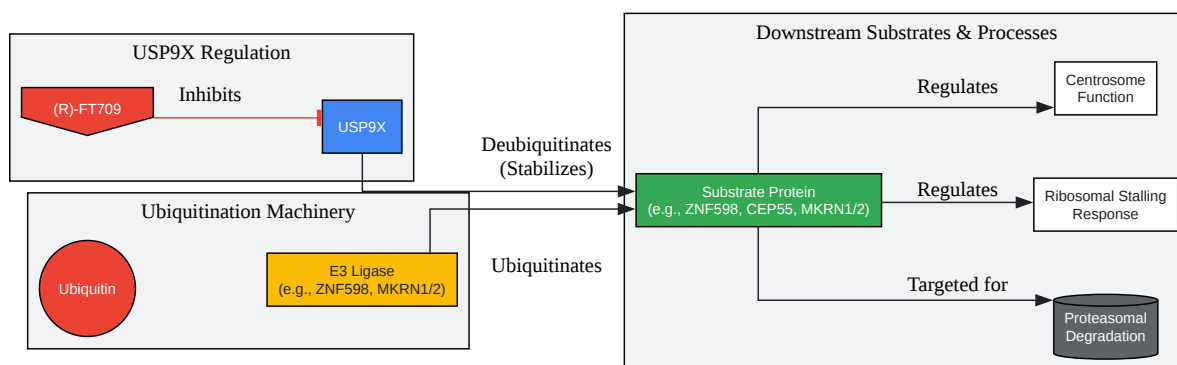 USP9X Regulation
(R)-FT709
Inhibits
USP9X
Ubiquitination Machinery
Ubiquitin
E3 Ligase
(e.g., ZNF598, MKRN1/2)
Deubiquitinates
(Stabilizes)
Ubiquitinates
Downstream Substrates & Processes
Substrate Protein
(e.g., ZNF598, CEP55, MKRN1/2)
Regulates
Centrosome
Function
Regulates
Ribosomal Stalling
Response
Targeted for
Proteasomal
Degradation